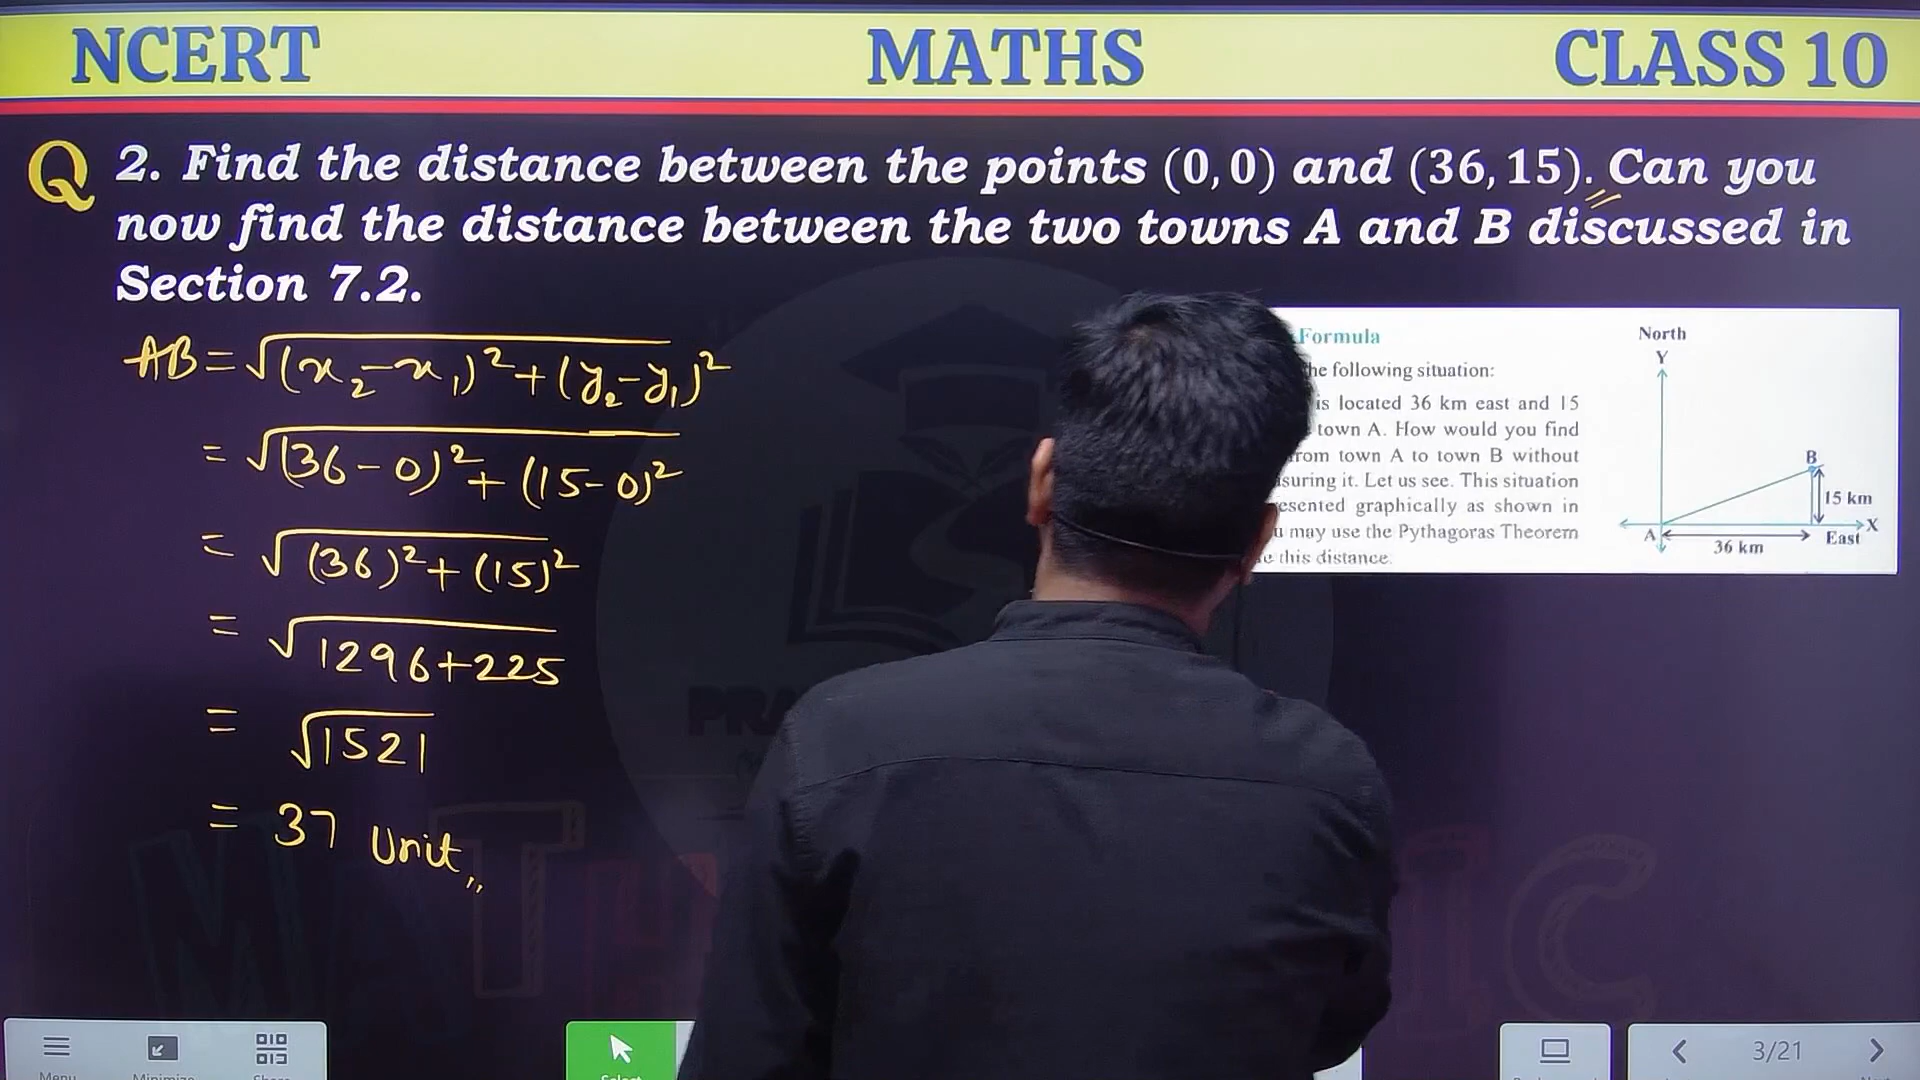 NCERT MATHS CLASS 10
Q 2. Find the distance between the points (0, 0) and (36, 15). Can you
now find the distance between the two towns A and B discussed in
Section 7.2.
AB = √(x₂-x₁)²+(y₂-y₁)²
= √(36-0)²+(15-0)²
= √(36)²+(15)²
= √1296+225
= √1521
= 37 Unit,,
Formula
following situation:
is located 36 km east and 15
town A. How would you find
from town A to town B without
it. Let us see. This situation
graphically as shown in
may use the Pythagoras Theorem
this distance.
North
Y
B
15 km
X
A
36 km
East
Menu Minimize Share Select
3/21